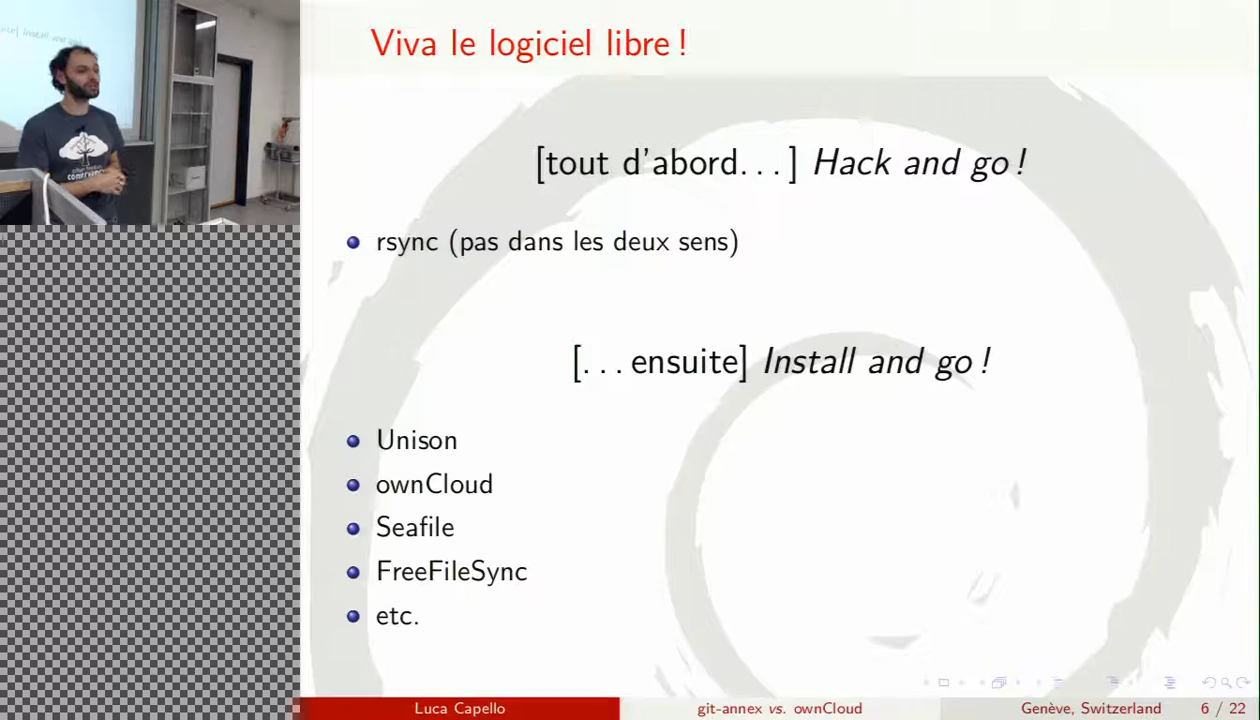 Viva le logiciel libre !
[tout d'abord. . . ] Hack and go !
rsync (pas dans les deux sens)
[. . . ensuite] Install and go !
Unison
ownCloud
Seafile
FreeFileSync
etc.
Luca Capello
git-annex vs. ownCloud
Genève, Switzerland
6 / 22